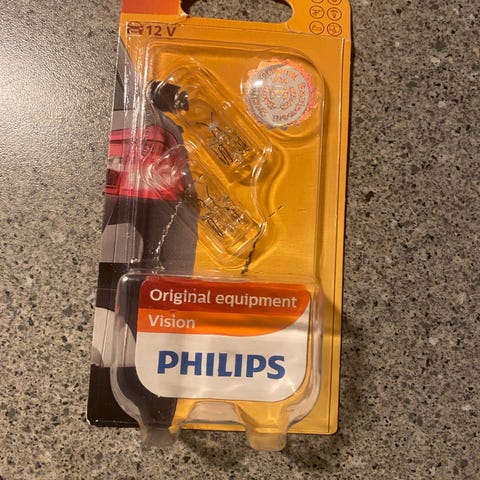 12 V
Original equipment
Vision
PHILIPS